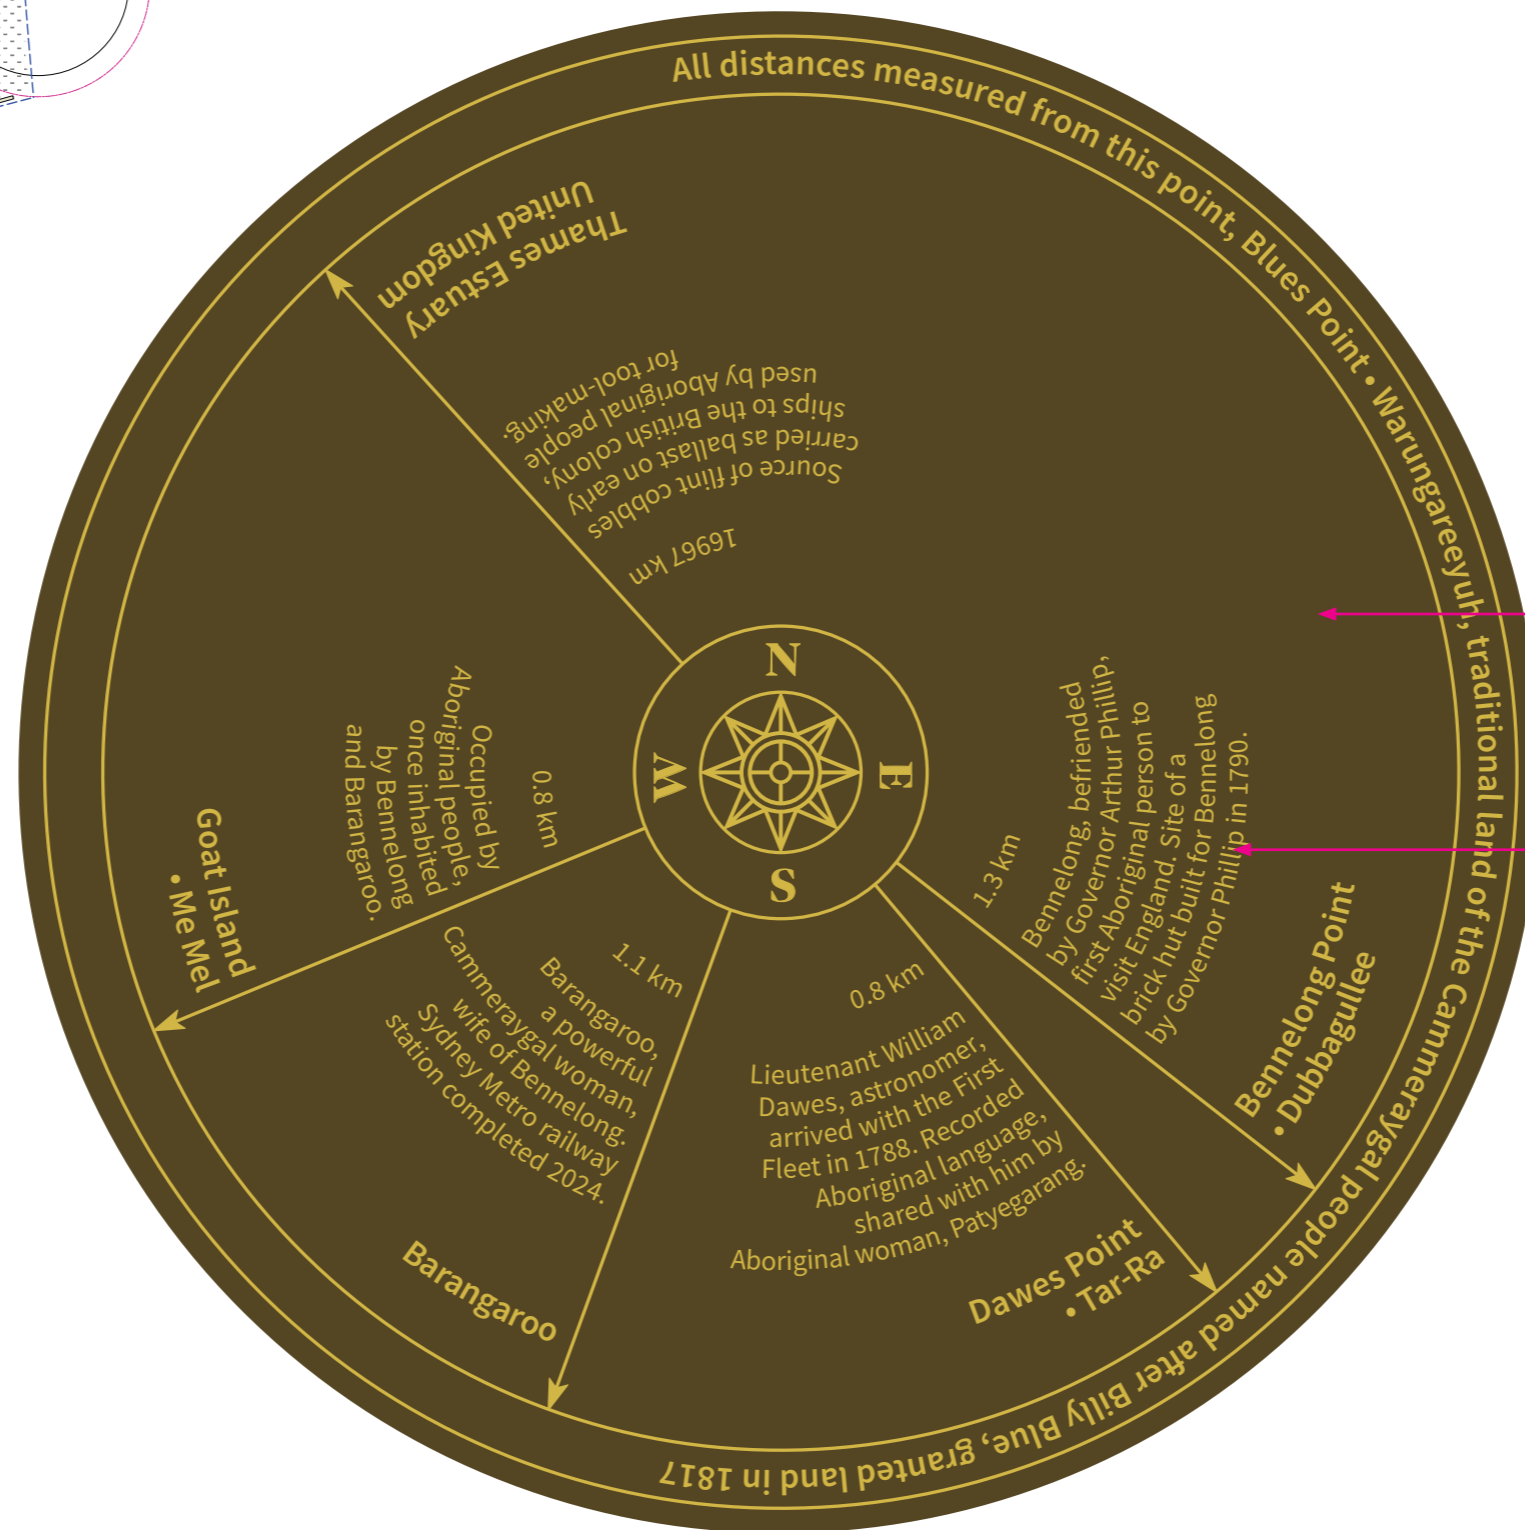 All distances measured from this point, Blues Point • Warungareeyuh, traditional land of the Cammeraygal people named after Billy Blue, granted land in 1817
N
E
S
W
Thames Estuary
United Kingdom
Source of flint cobbles
carried as ballast on early
ships to the British colony,
used by Aboriginal people
for tool-making.
16967 km
1.3 km
Bennelong, befriended
by Governor Arthur Phillip,
first Aboriginal person to
visit England. Site of a
brick hut built for Bennelong
by Governor Phillip in 1790.
Bennelong Point
• Dubbagullee
0.8 km
Lieutenant William
Dawes, astronomer,
arrived with the First
Fleet in 1788. Recorded
Aboriginal language,
shared with him by
Aboriginal woman, Patyegarang.
Dawes Point
• Tar-Ra
1.1 km
Barangaroo,
a powerful
Cammeraygal woman,
wife of Bennelong.
Sydney Metro railway
station completed 2024.
Barangaroo
0.8 km
Occupied by
Aboriginal people,
once inhabited
by Bennelong
and Barangaroo.
Goat Island
• Me Mel